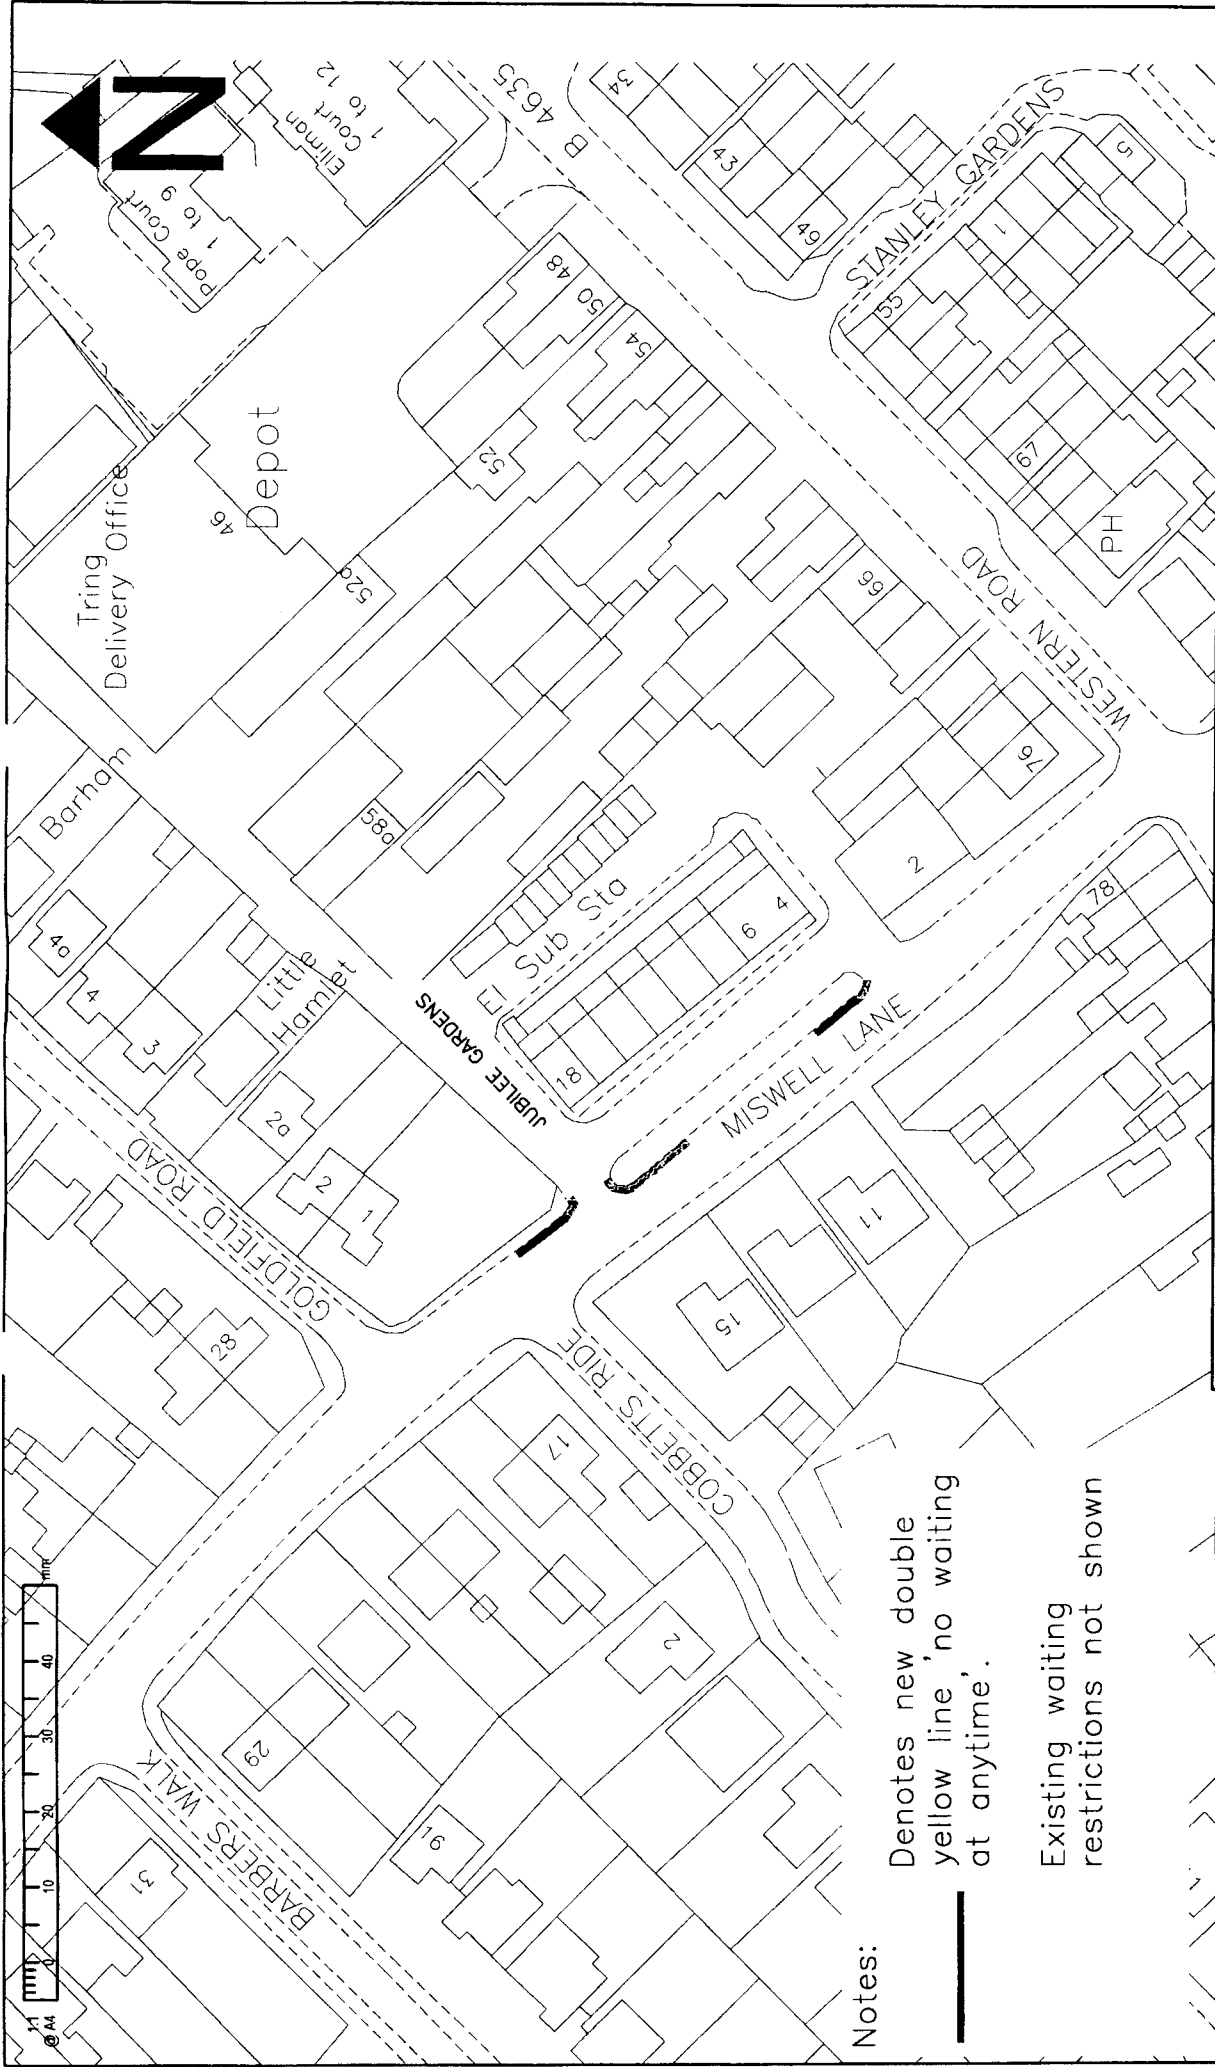 1:1
@ A4
0 10 20 30 40 mm
N
Tring
Delivery Office
46
Depot
Pope Court
1 to 9
Elliman
Court
1 to 12
B 4635
34
43
49
STANLEY GARDENS
5
1
55
67
PH
48
50
54
52
52a
66
WESTERN ROAD
76
2
78
Barham
4a
4
3
Little
Hamlet
2a
2
1
58a
Sub Sta
El
JUBILEE GARDENS
18
6
4
MISWELL LANE
GOLDFIELD ROAD
28
11
15
COBBETTS RIDE
17
2
29
16
31
BARBERS WALK
Notes:
Denotes new double
yellow line 'no waiting
at anytime'.
Existing waiting
restrictions not shown